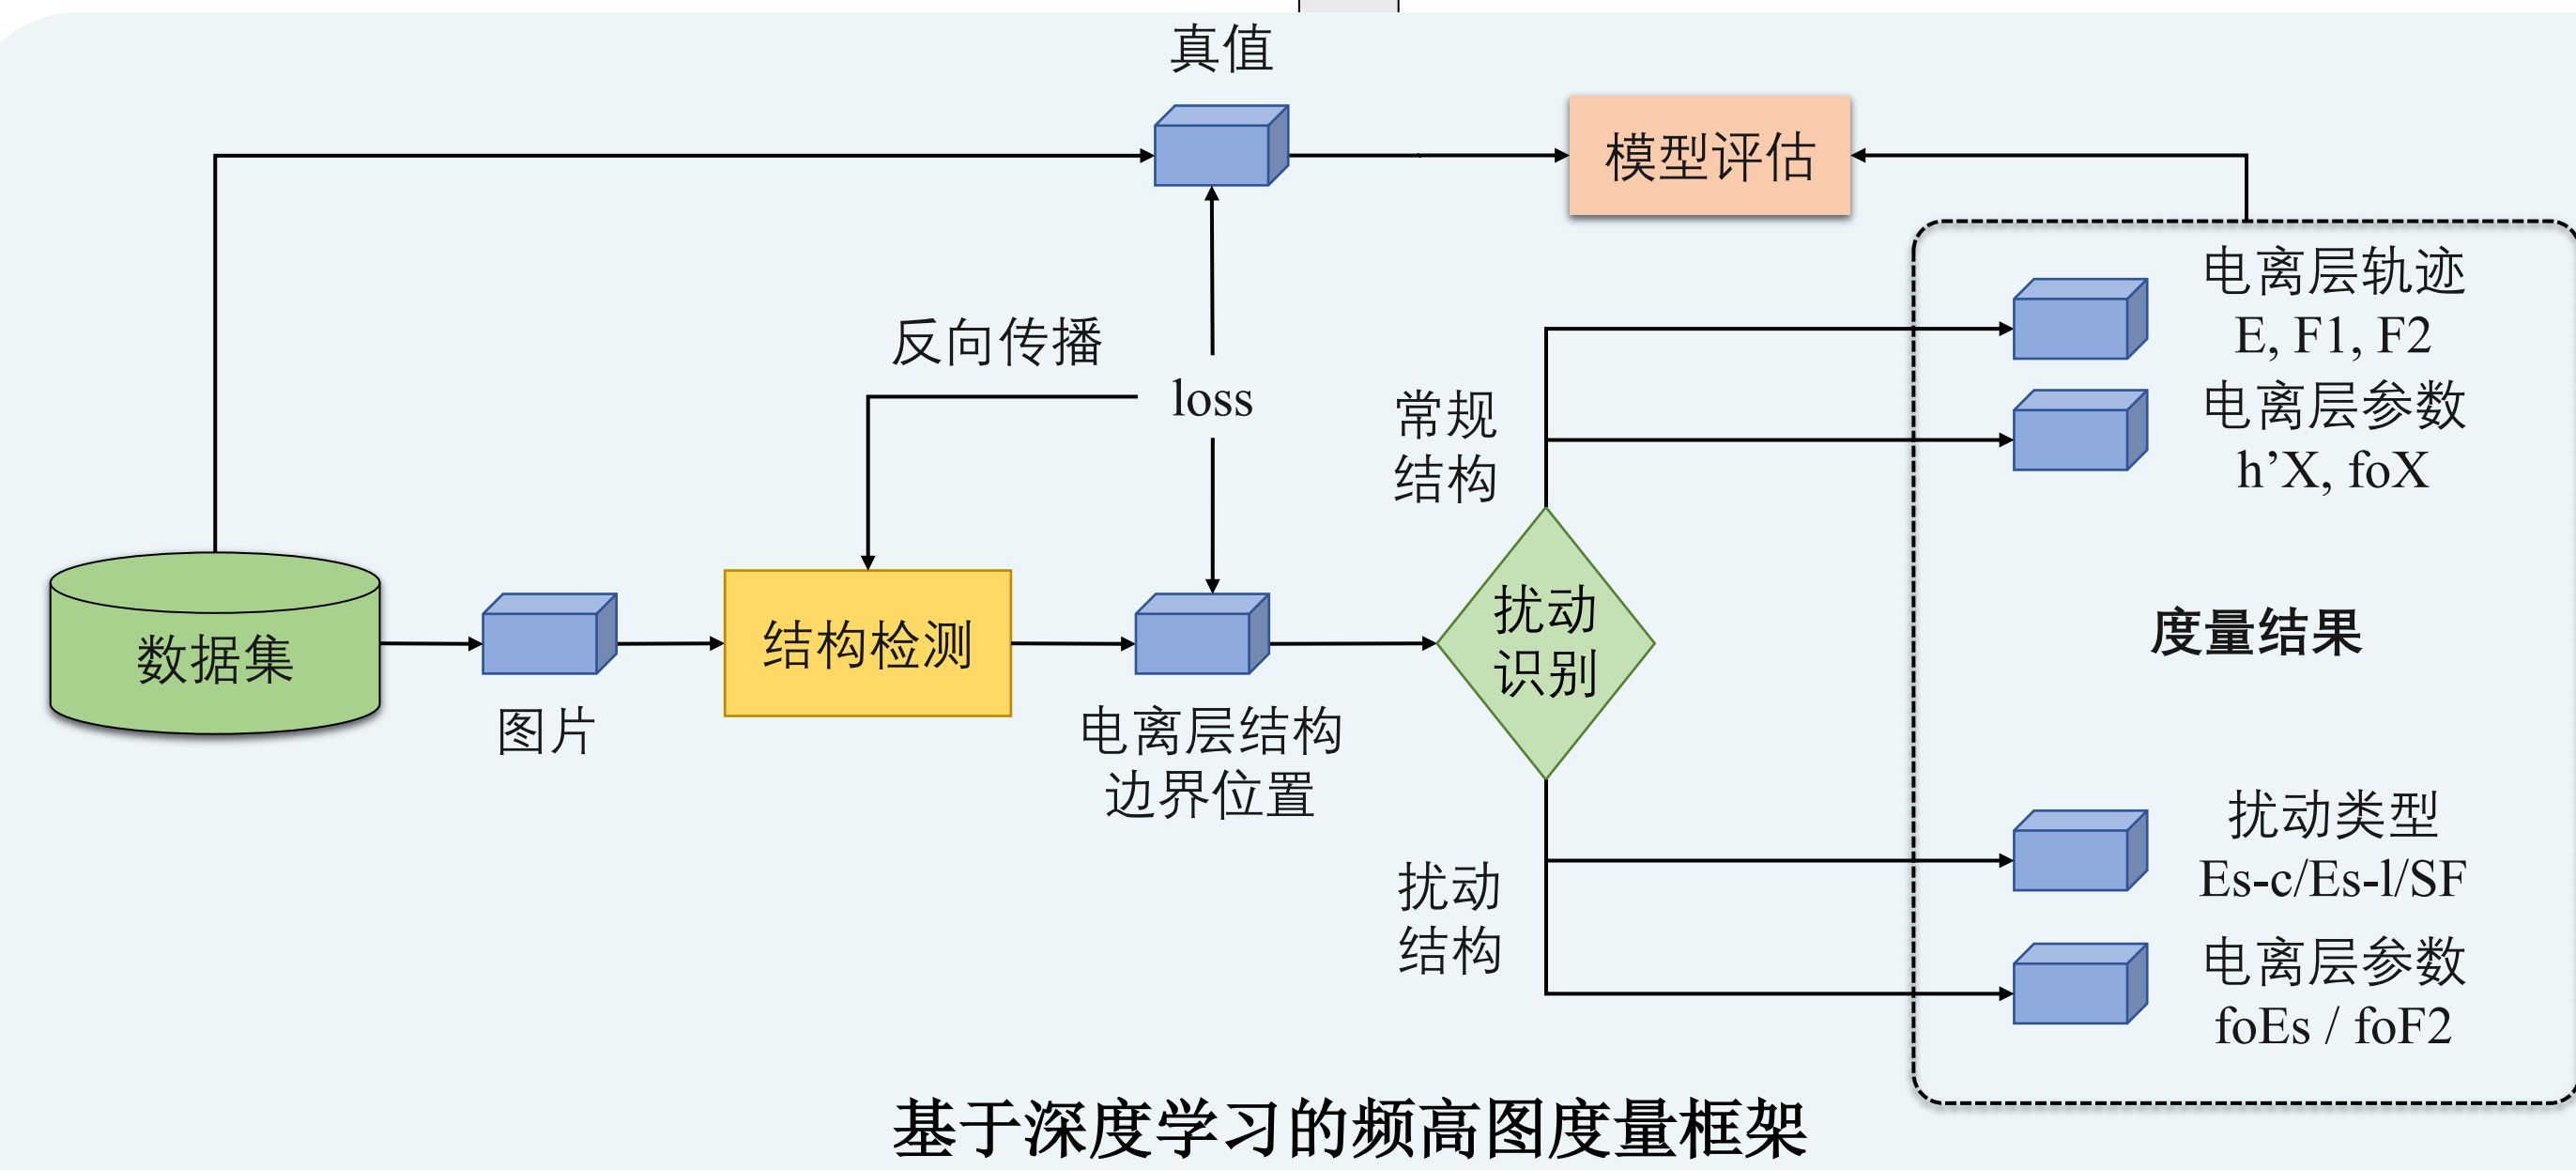 真值
模型评估
电离层轨迹
E, F1, F2
反向传播
loss
常规
结构
电离层参数
h’X, foX
数据集
图片
结构检测
电离层结构
边界位置
扰动
识别
度量结果
扰动
结构
扰动类型
Es-c/Es-l/SF
电离层参数
foEs / foF2
基于深度学习的频高图度量框架